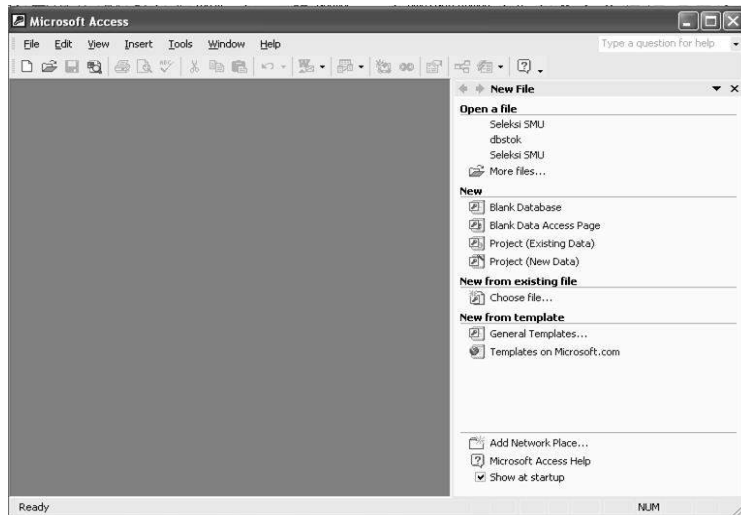 Microsoft Access
File Edit View Insert Tools Window Help
Type a question for help
New File
Open a file
Seleksi SMU
dbstok
Seleksi SMU
More files...
New
Blank Database
Blank Data Access Page
Project (Existing Data)
Project (New Data)
New from existing file
Choose file...
New from template
General Templates...
Templates on Microsoft.com
Add Network Place...
Microsoft Access Help
Show at startup
Ready NUM